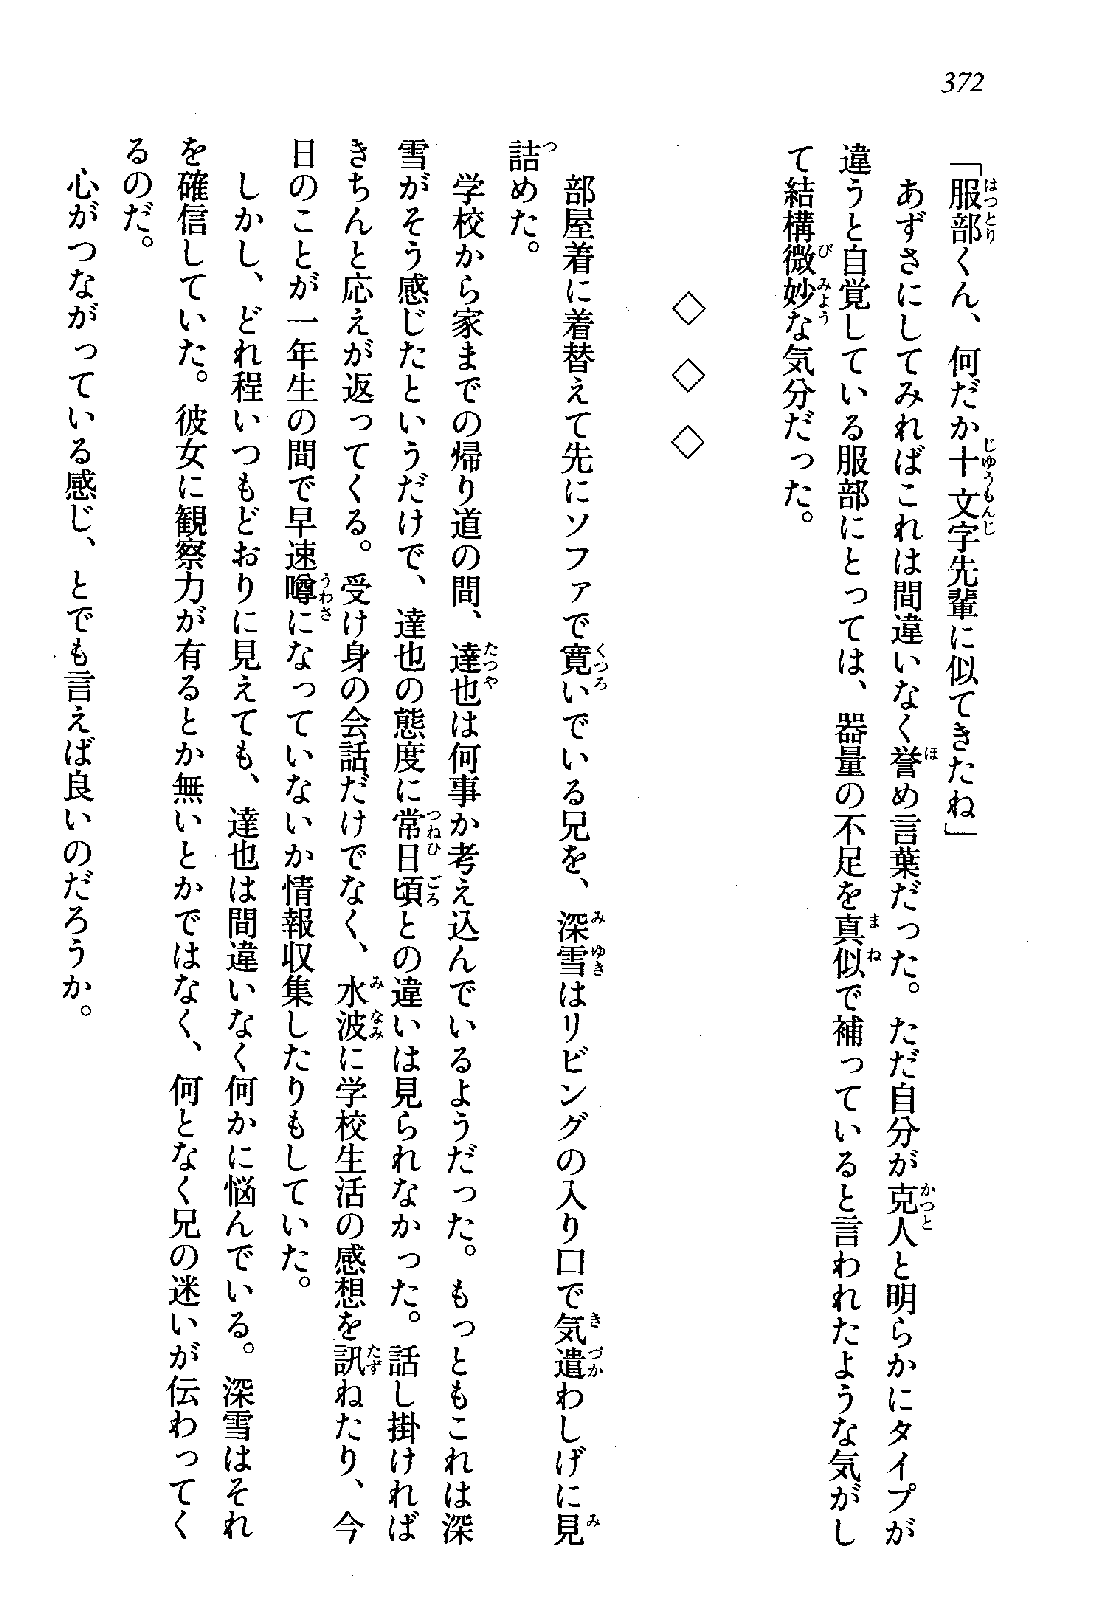 372
「服部くん、何だか十文字先輩に似てきたね」
　あずさにしてみればこれは間違いなく誉め言葉だった。ただ自分が克人と明らかにタイプが
違うと自覚している服部にとっては、器量の不足を真似で補っていると言われたような気がし
て結構微妙な気分だった。
◇　◇　◇
　部屋着に着替えて先にソファで寛いでいる兄を、深雪はリビングの入り口で気遣わしげに見
詰めた。
　学校から家までの帰り道の間、達也は何事か考え込んでいるようだった。もっともこれは深
雪がそう感じたというだけで、達也の態度に常日頃との違いは見られなかった。話し掛ければ
きちんと応えが返ってくる。受け身の会話だけでなく、水波に学校生活の感想を訊ねたり、今
日のことが一年生の間で早速噂になっていないか情報収集したりもしていた。
　しかし、どれ程いつもどおりに見えても、達也は間違いなく何かに悩んでいる。深雪はそれ
を確信していた。彼女に観察力が有るとか無いとかではなく、何となく兄の迷いが伝わってく
るのだ。
　心がつながっている感じ、とでも言えば良いのだろうか。